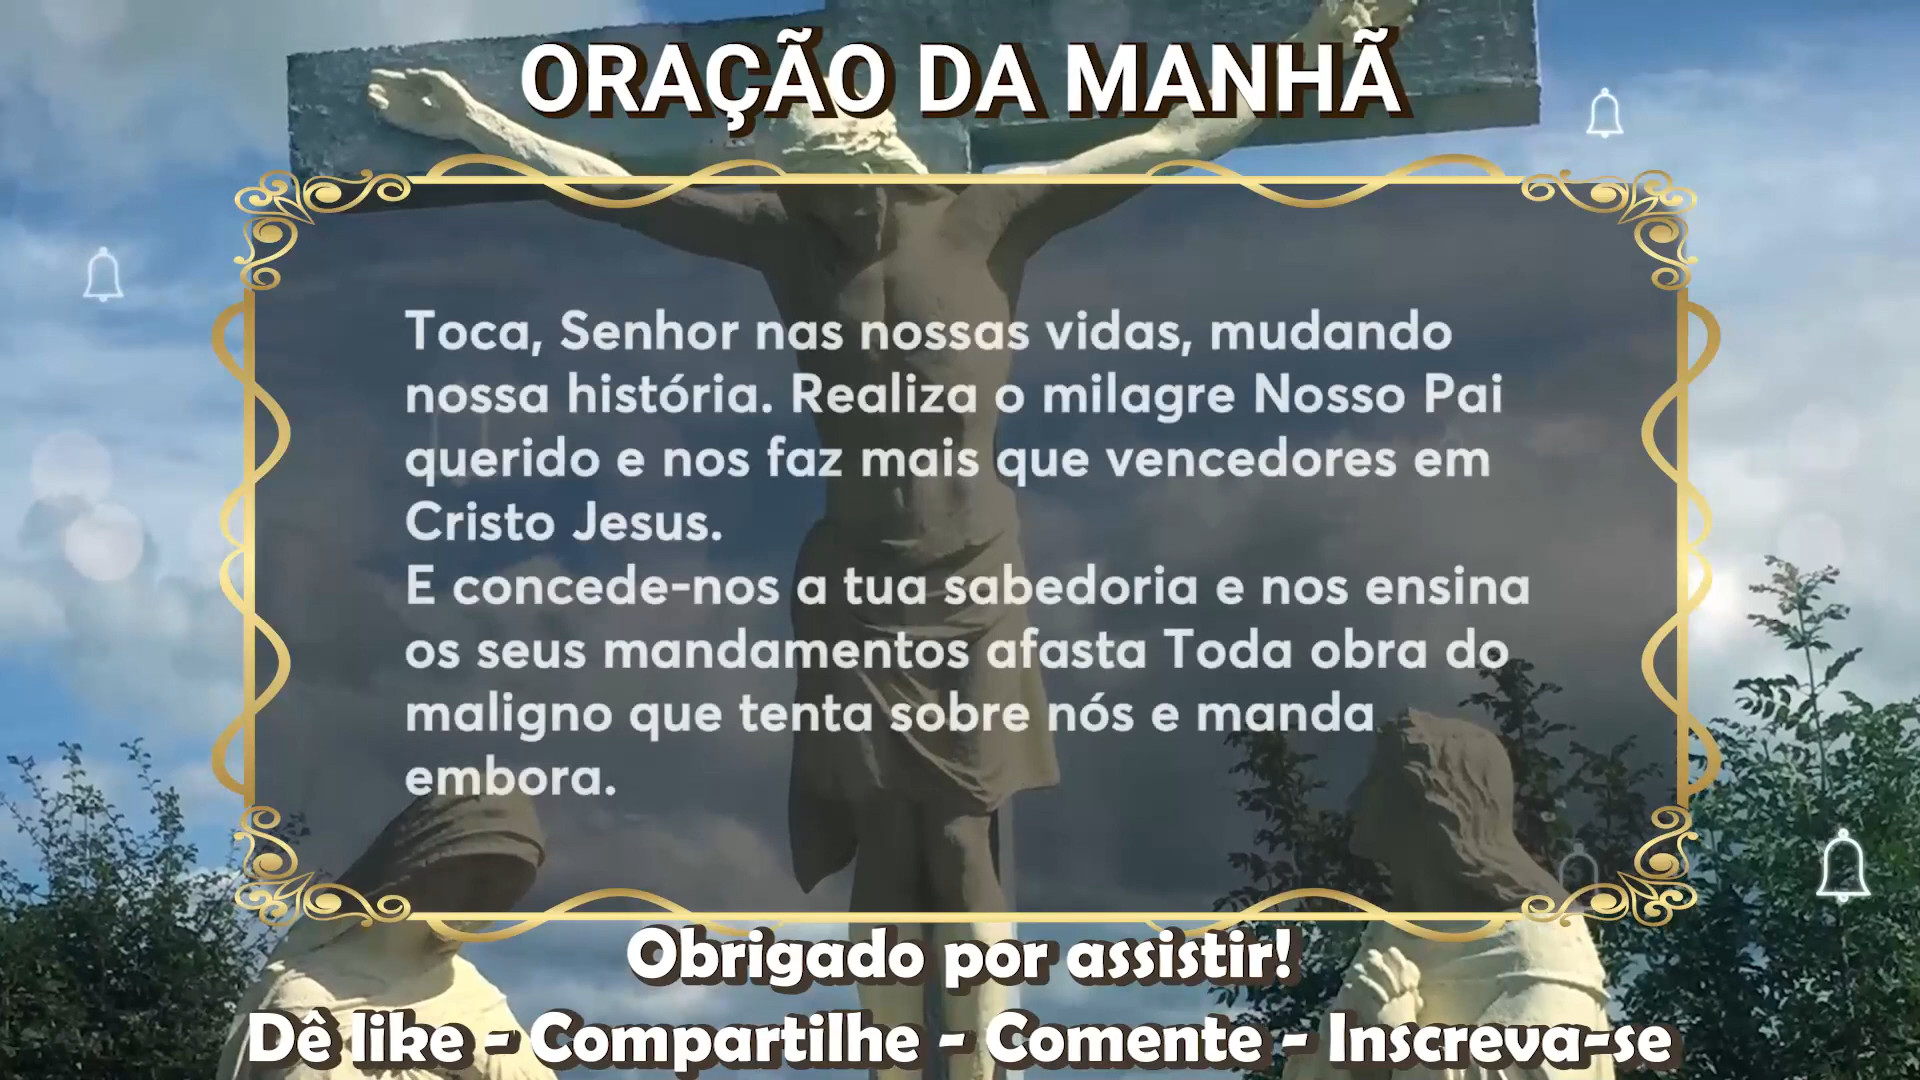 ORAÇÃO DA MANHÃ
Toca, Senhor nas nossas vidas, mudando
nossa história. Realiza o milagre Nosso Pai
querido e nos faz mais que vencedores em
Cristo Jesus.
E concede-nos a tua sabedoria e nos ensina
os seus mandamentos afasta Toda obra do
maligno que tenta sobre nós e manda
embora.
Obrigado por assistir!
Dê like - Compartilhe - Comente - Inscreva-se